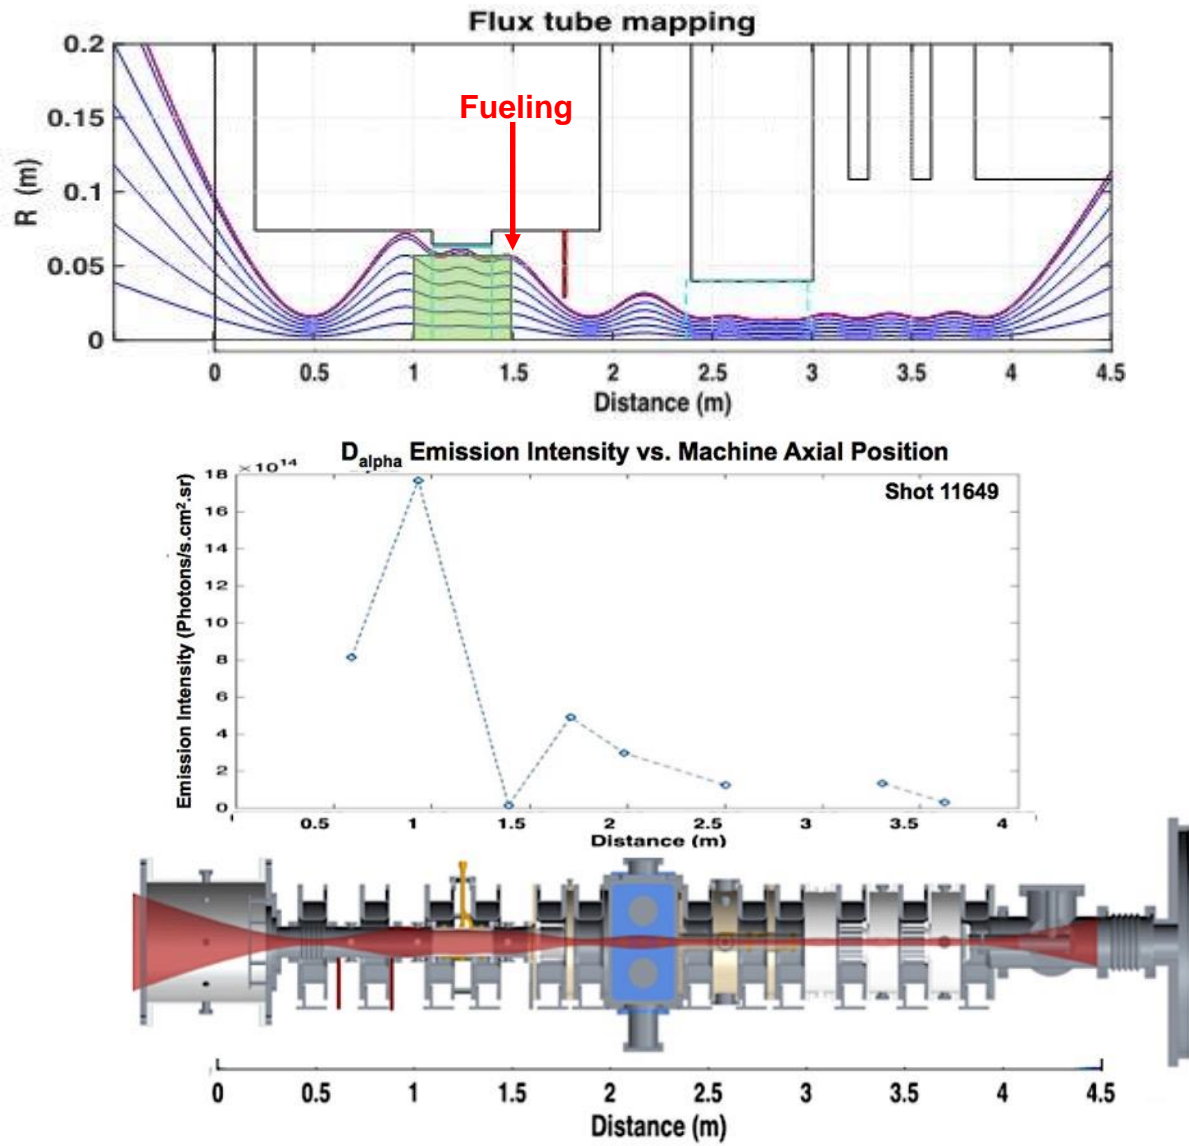 Flux tube mapping
0.2
0.15
0.1
0.05
0
R (m)
Fueling
0 0.5 1 1.5 2 2.5 3 3.5 4 4.5
Distance (m)
D_alpha Emission Intensity vs. Machine Axial Position
× 10^14
Shot 11649
18
16
14
12
10
8
6
4
2
0
Emission Intensity (Photons/s.cm².sr)
0.5 1 1.5 2 2.5 3 3.5 4
Distance (m)
0 0.5 1 1.5 2 2.5 3 3.5 4 4.5
Distance (m)